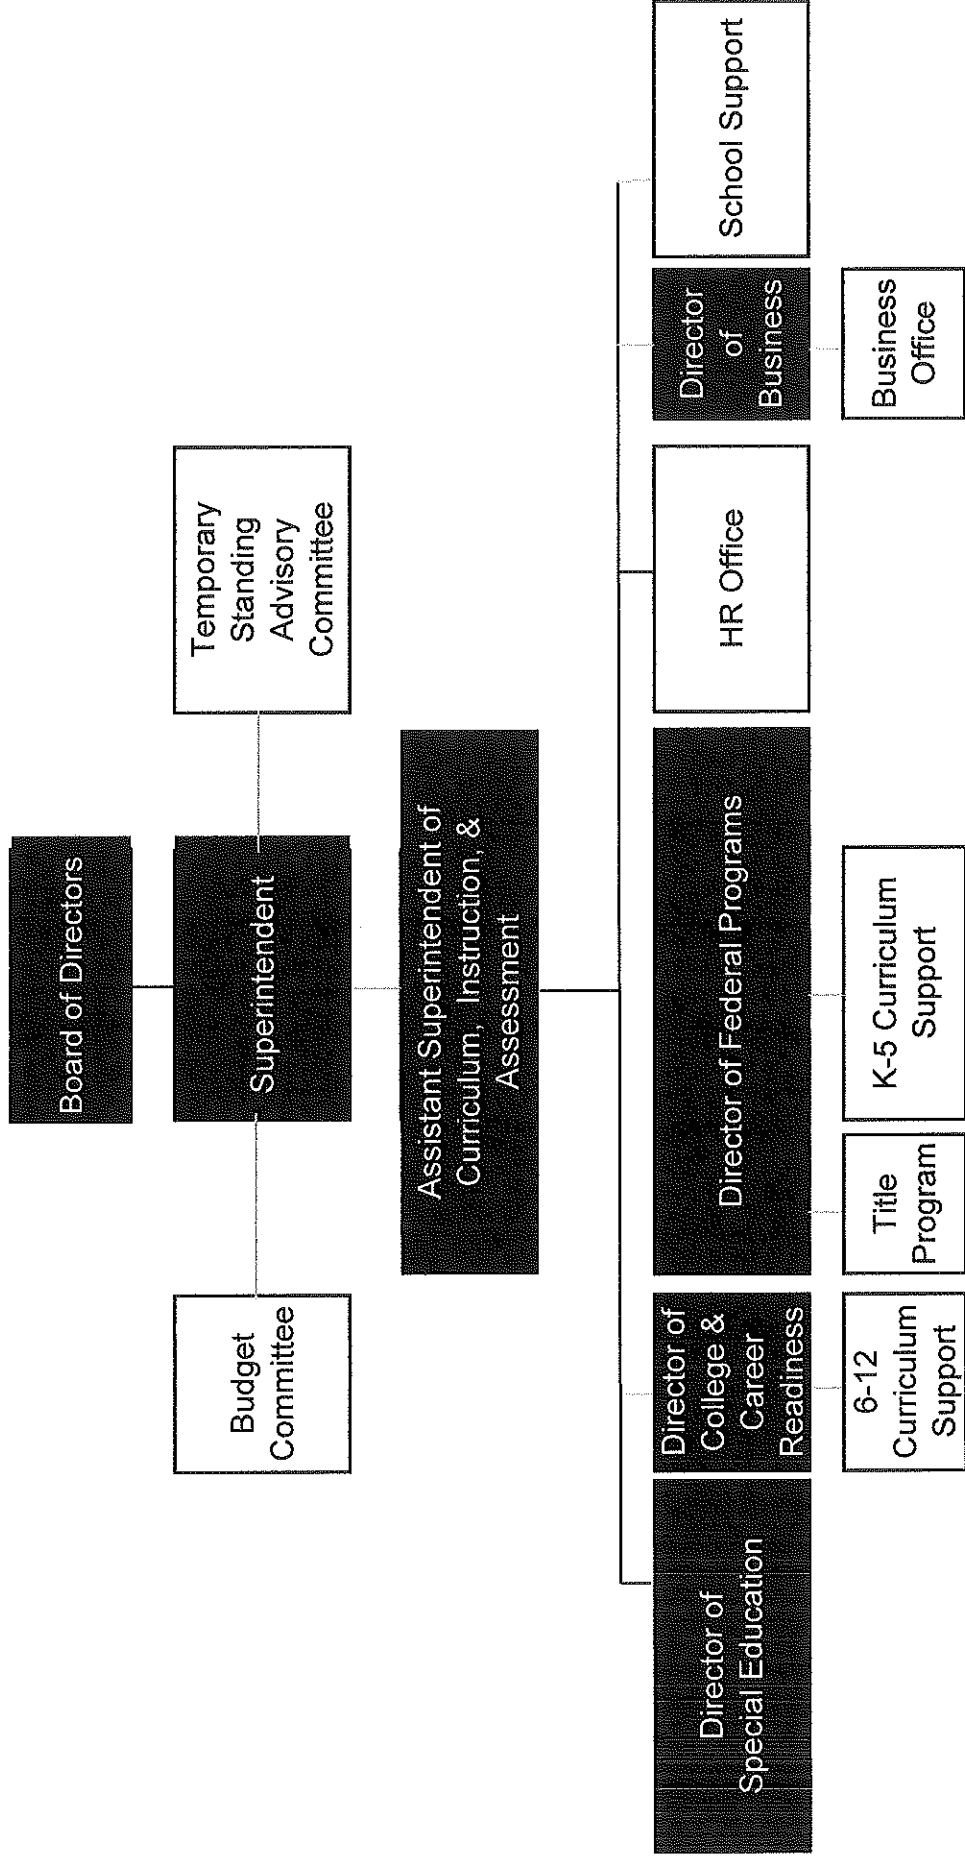 Board of Directors
Budget
Committee
Superintendent
Temporary
Standing
Advisory
Committee
Assistant Superintendent of
Curriculum, Instruction, &
Assessment
Director of
Special Education
Director of
College &
Career
Readiness
Director of Federal Programs
HR Office
Director
of
Business
School Support
6-12
Curriculum
Support
Title
Program
K-5 Curriculum
Support
Business
Office